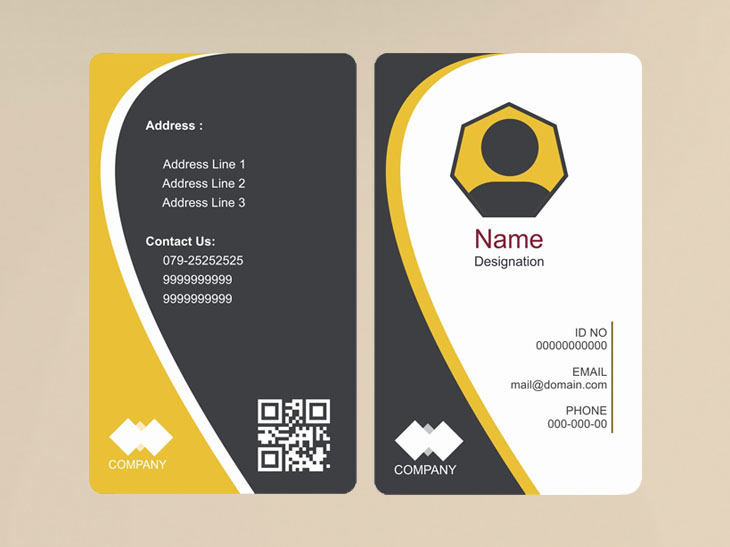 Address :
Address Line 1
Address Line 2
Address Line 3
Contact Us:
079-25252525
9999999999
9999999999
COMPANY
Name
Designation
ID NO
00000000000
EMAIL
mail@domain.com
PHONE
000-000-00
COMPANY